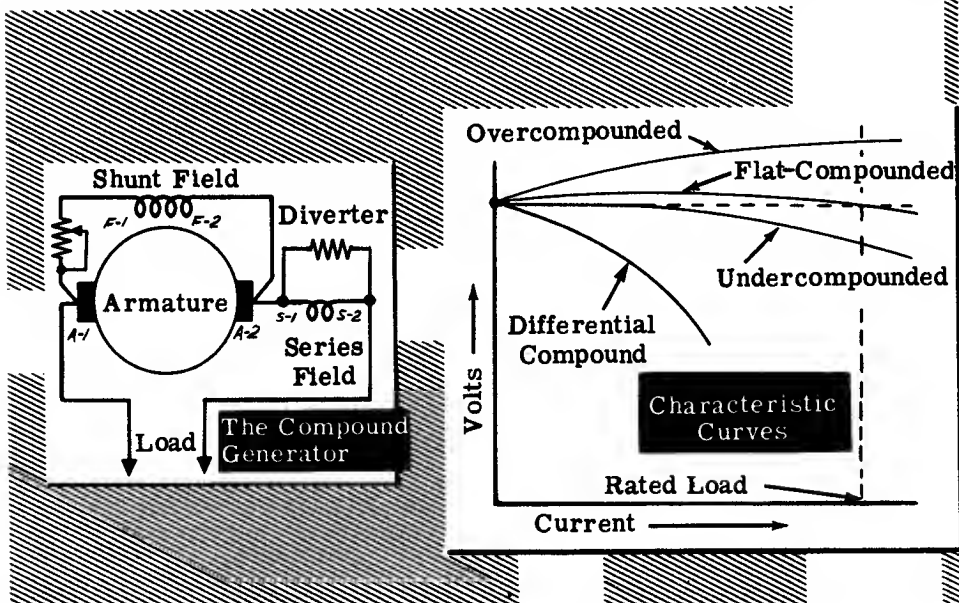 Shunt Field
F-1 F-2
Diverter
Armature
A-1
A-2
S-1 S-2
Series
Field
Load
The Compound
Generator
Overcompounded
Flat-Compounded
Undercompounded
Differential
Compound
Volts
Characteristic
Curves
Rated Load
Current